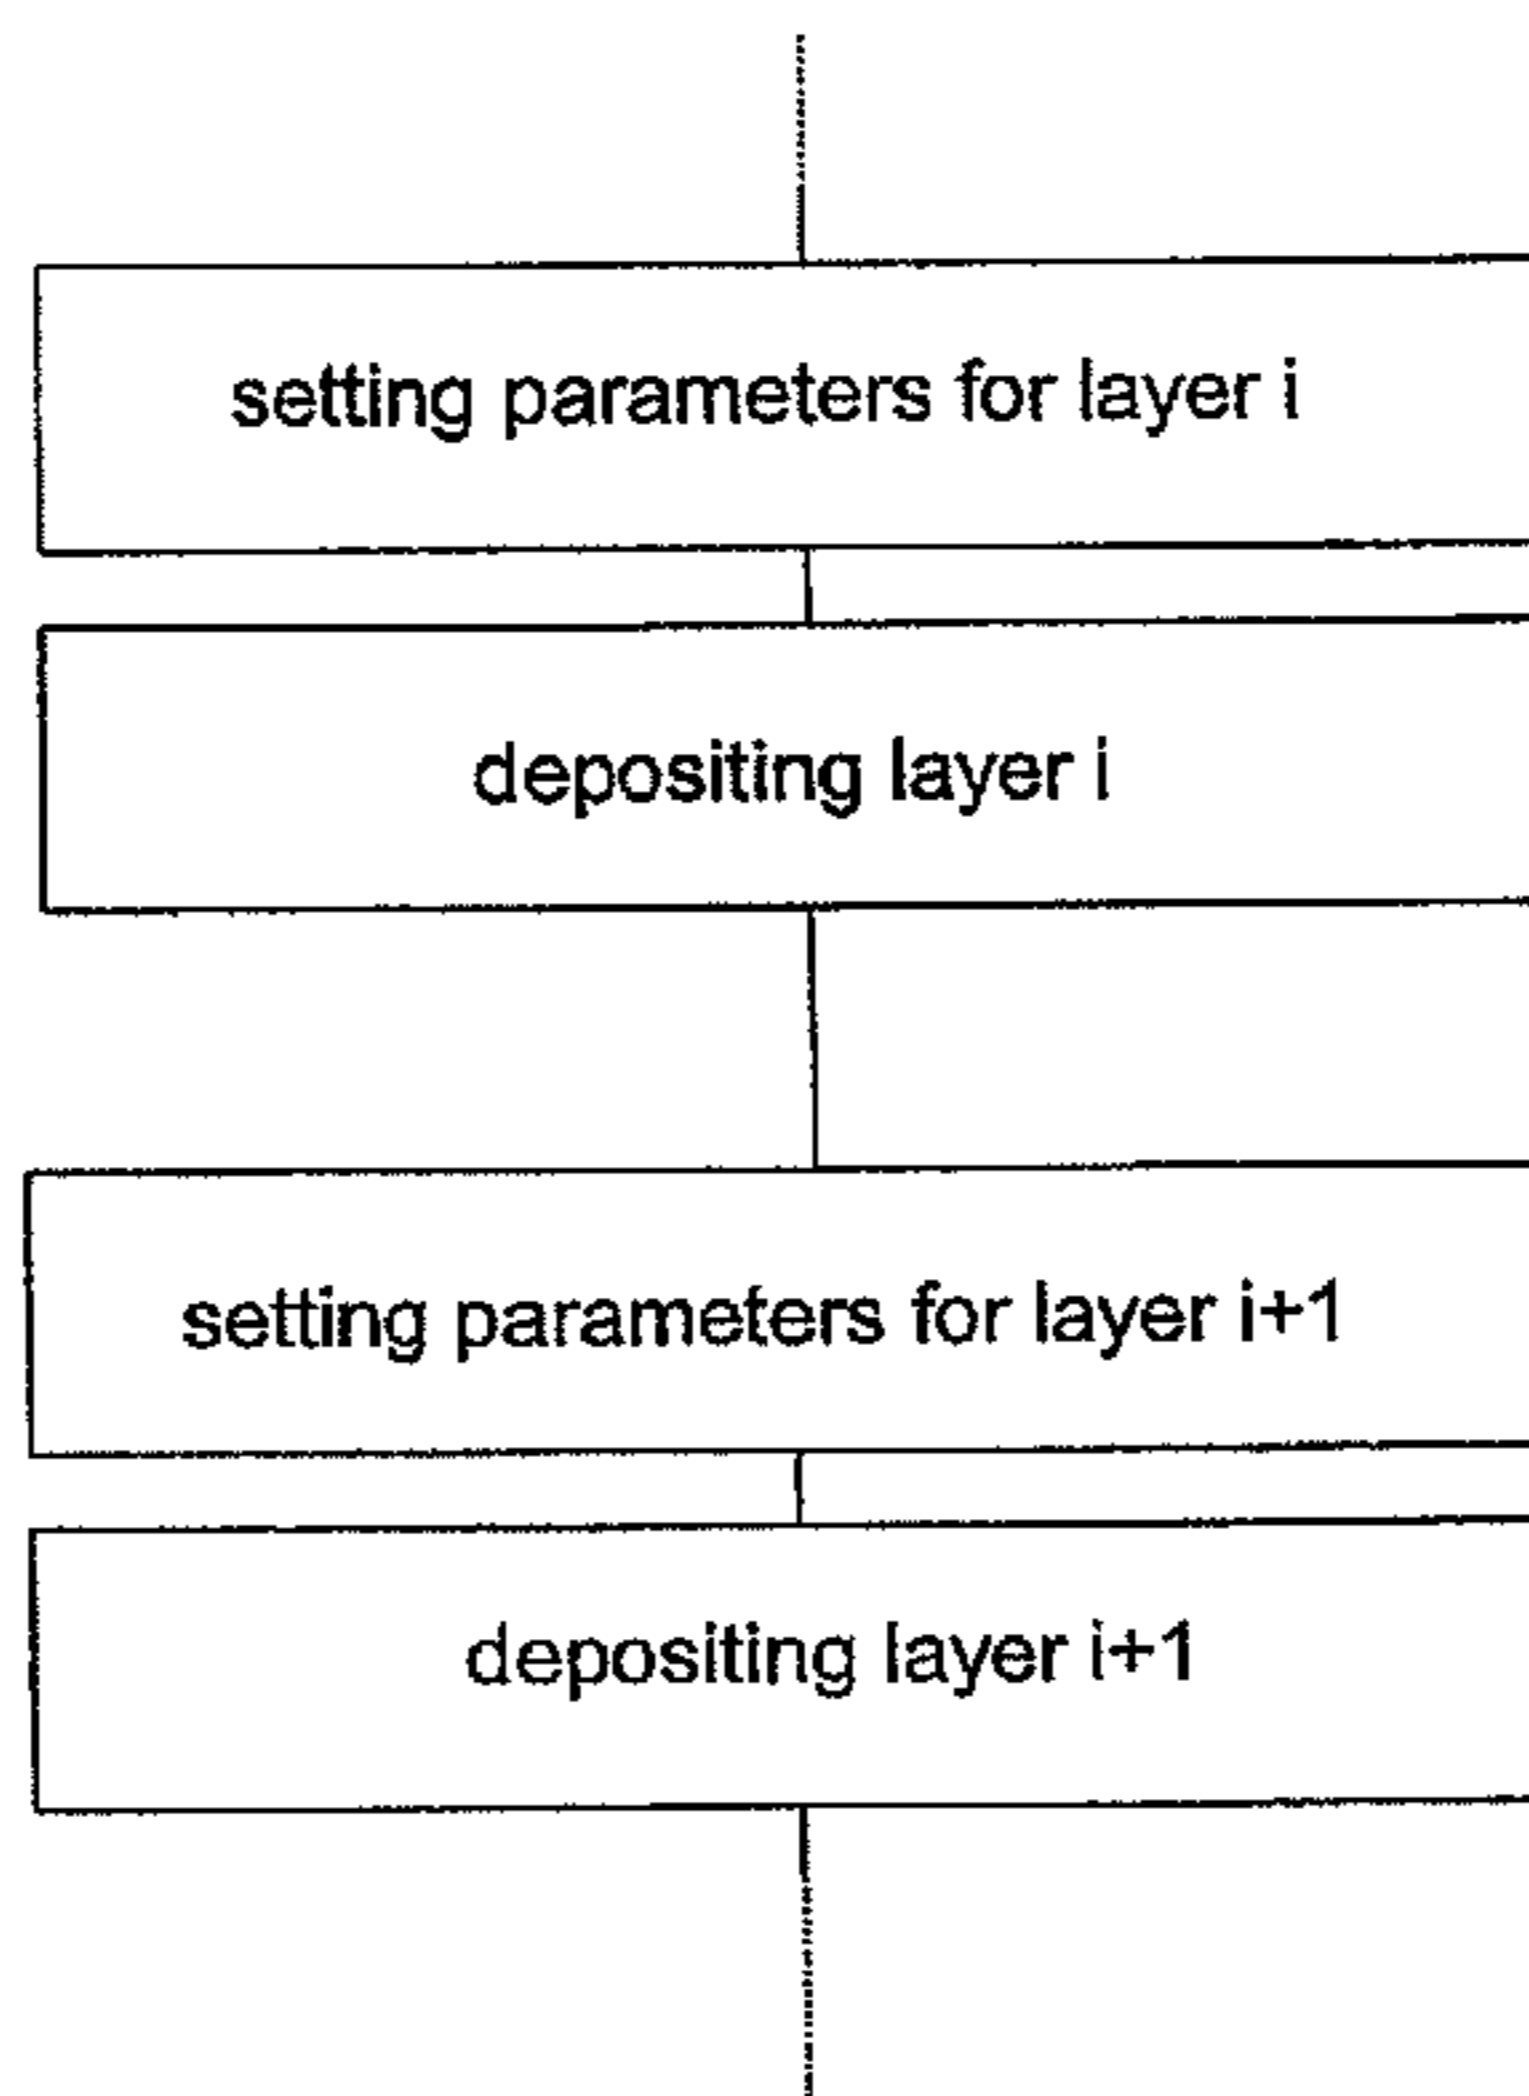 setting parameters for layer i
depositing layer i
setting parameters for layer i+1
depositing layer i+1